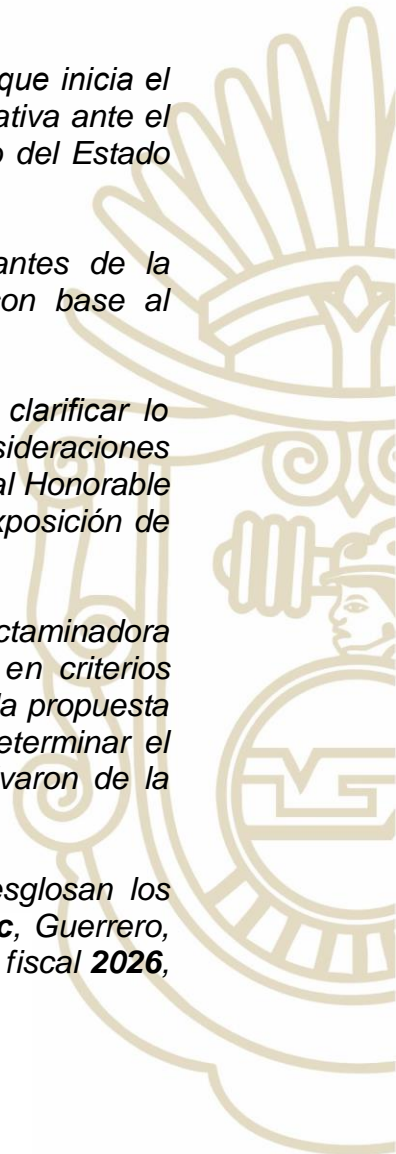 que inicia el
ativa ante el
o del Estado
antes de la
con base al
clarificar lo
sideraciones
al Honorable
xposición de
ctaminadora
en criterios
la propuesta
eterminar el
varon de la
esglosan los
c, Guerrero,
fiscal 2026,